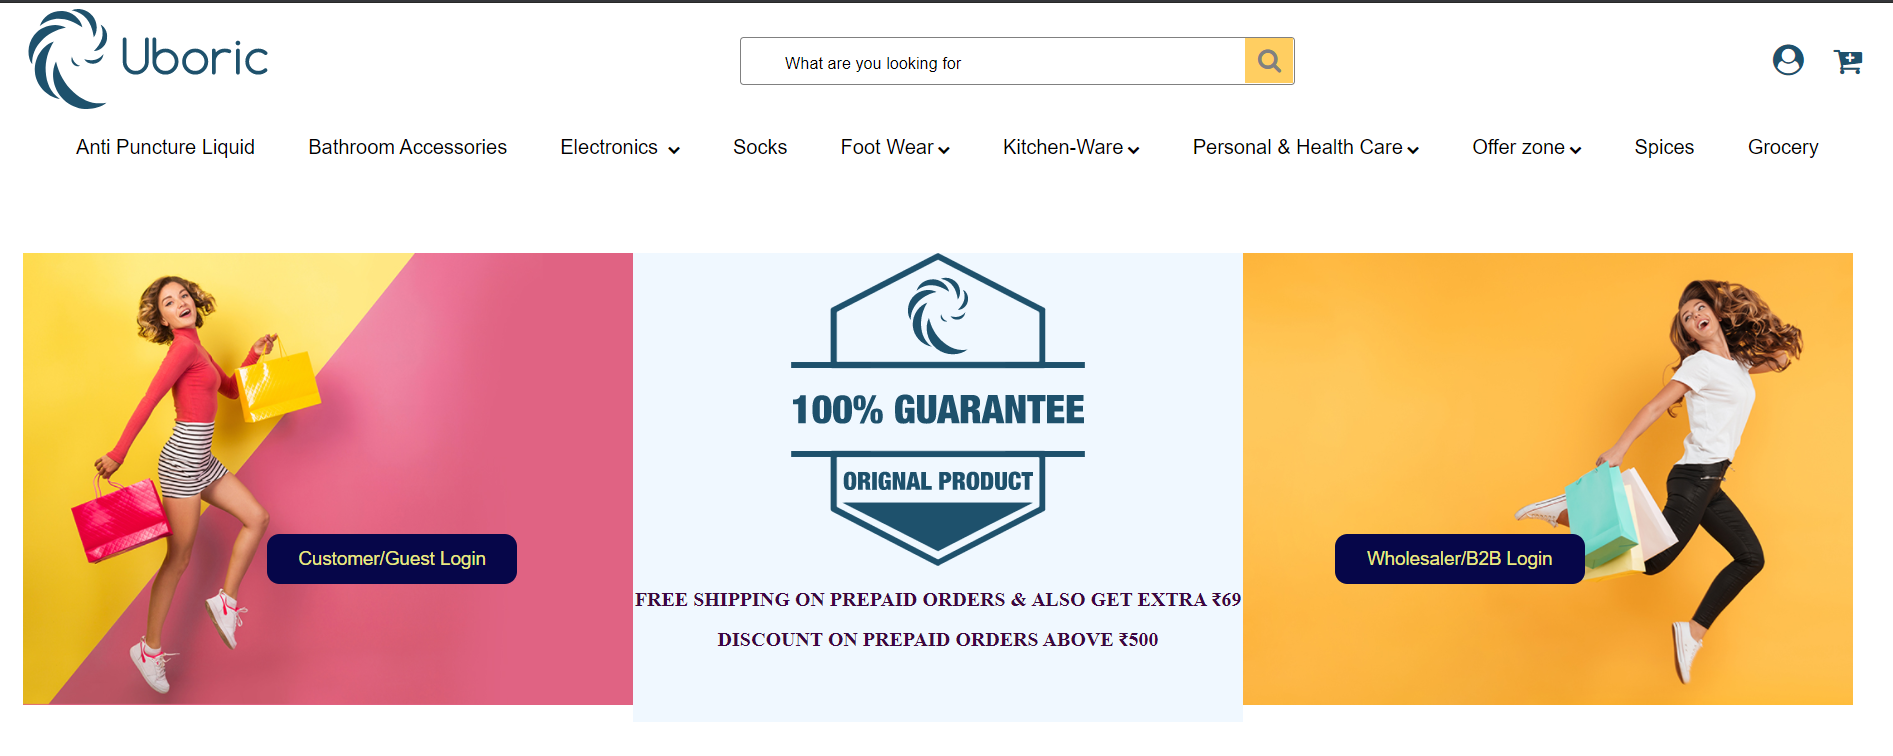 Uboric
What are you looking for
Anti Puncture Liquid Bathroom Accessories Electronics Socks Foot Wear Kitchen-Ware Personal & Health Care Offer zone Spices Grocery
100% GUARANTEE
ORIGNAL PRODUCT
Customer/Guest Login
Wholesaler/B2B Login
FREE SHIPPING ON PREPAID ORDERS & ALSO GET EXTRA ₹69
DISCOUNT ON PREPAID ORDERS ABOVE ₹500